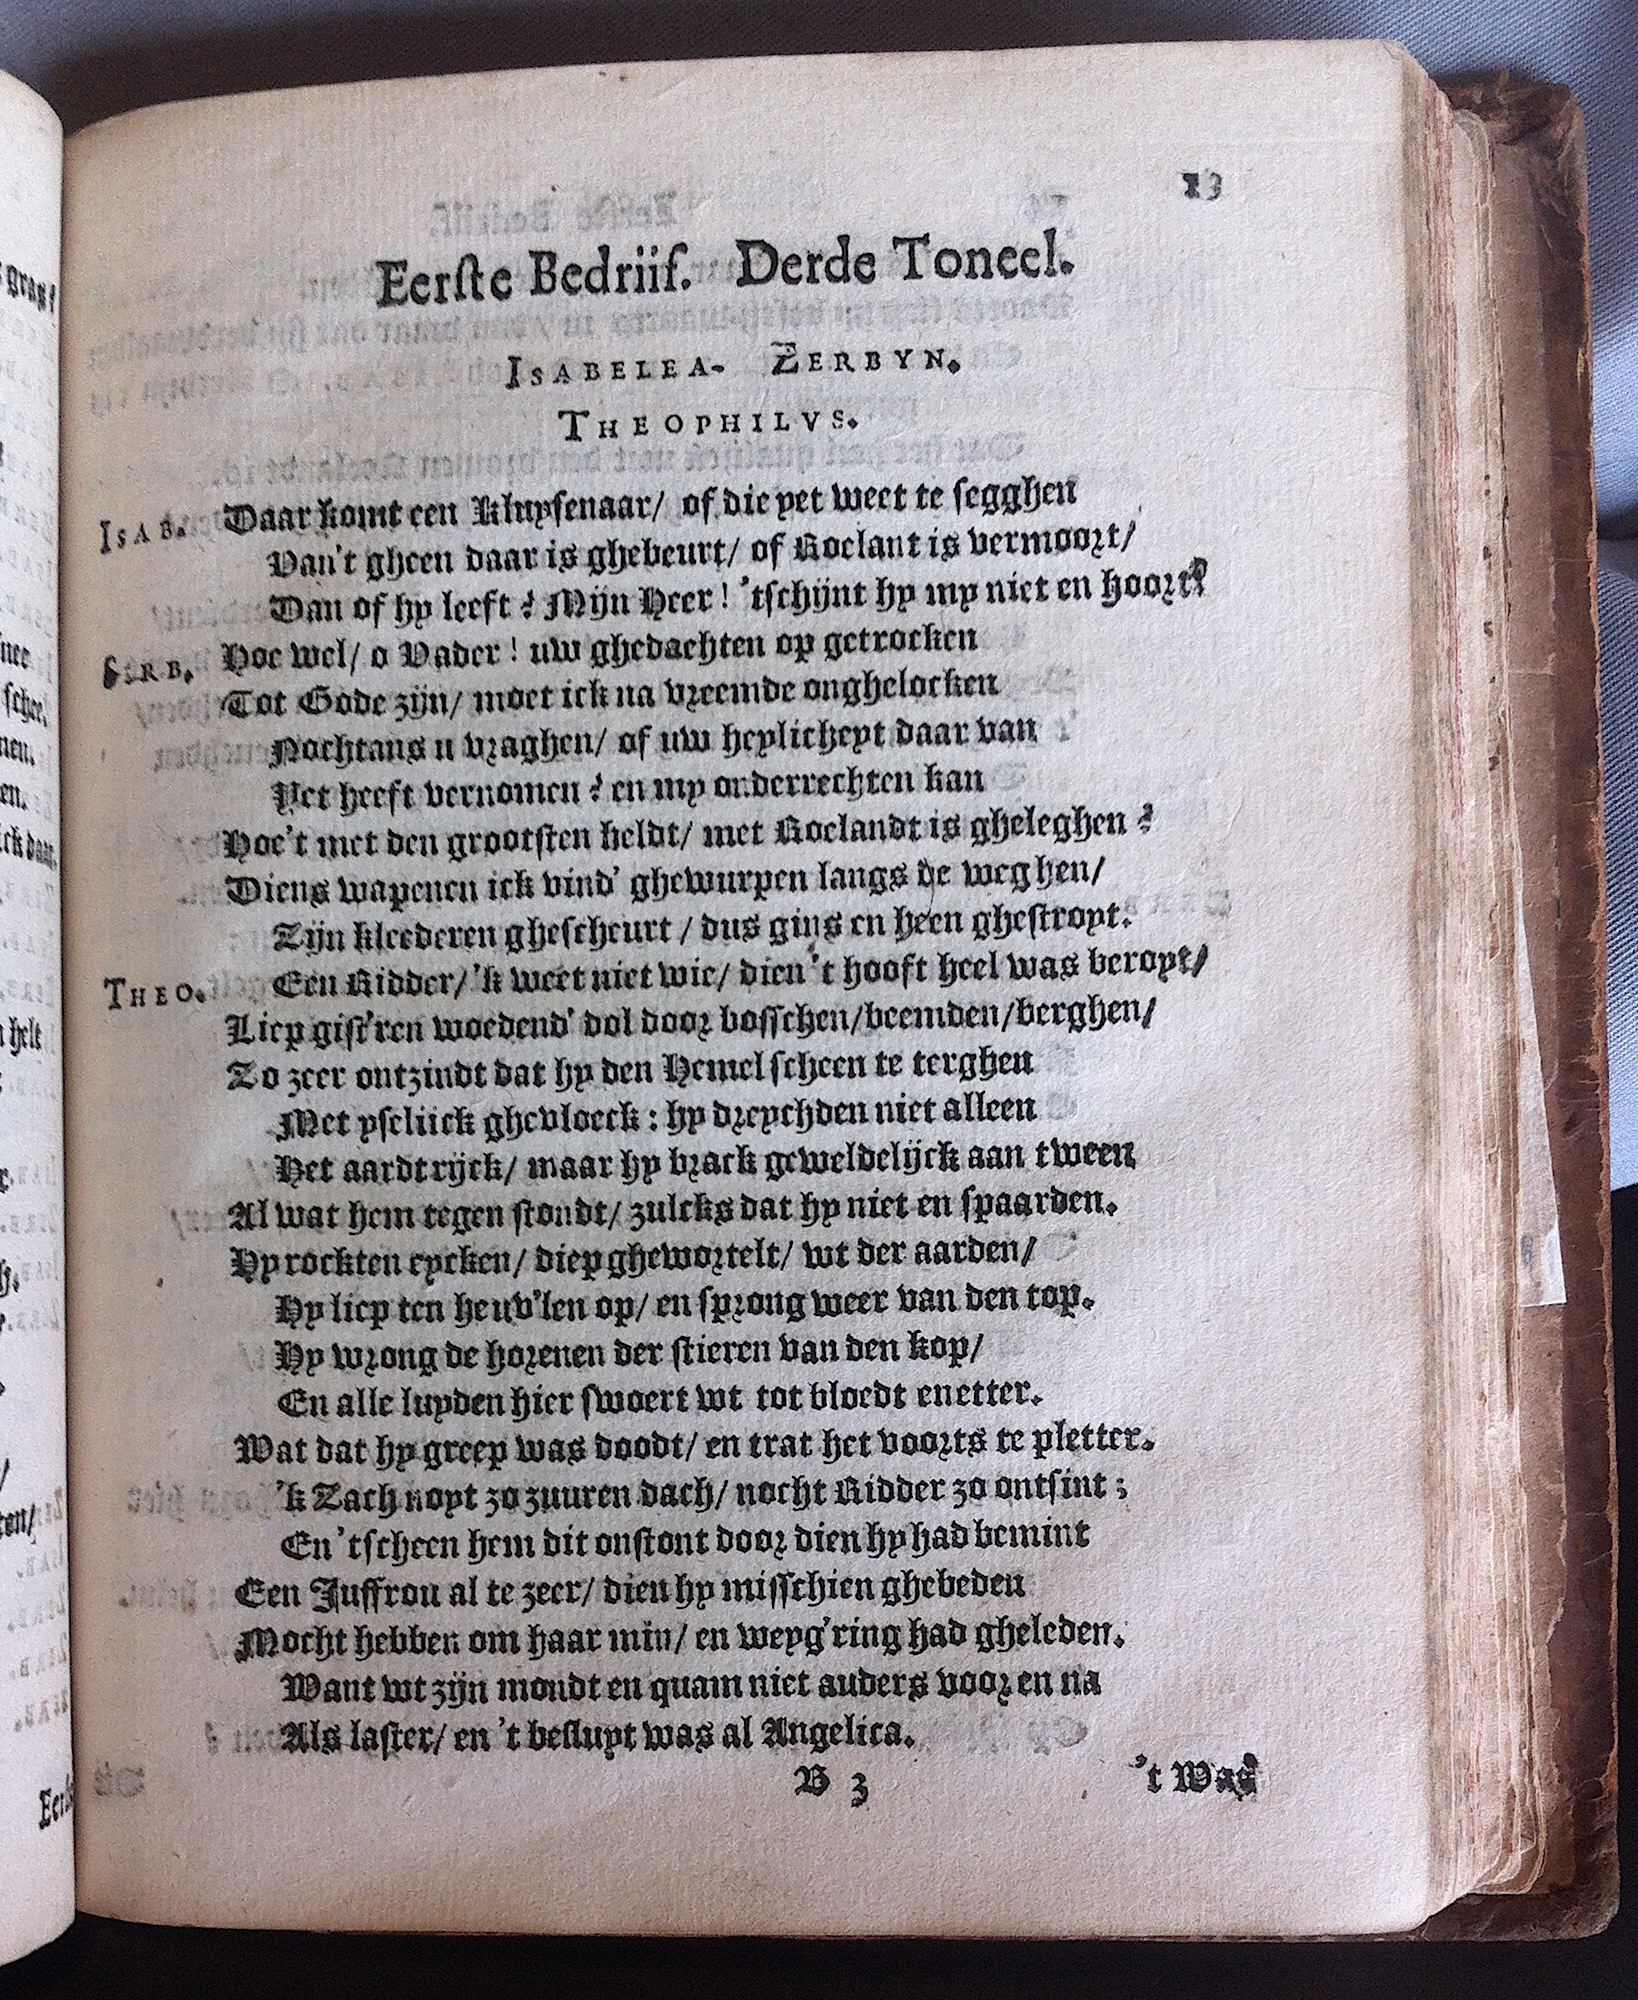 13
Eerste Bedriif. Derde Toneel.
ISABELEA. ZERBYN.
THEOPHILVS.
ISAB. Daar komt een Kluysenaar/ of die yet weet te segghen
Van't gheen daar is ghebeurt/ of Roelant is vermoort/
Dan of hy leeft? Mijn Heer! 'tschijnt hy my niet en hoort?
SERB. Hoe wel/ o Vader! uw ghedachten op getrocken
Tot Gode zijn/ moet ick na vreemde onghelocken
Nochtans u vraghen/ of uw heylicheyt daar van
Yet heeft vernomen? en my onderrechten kan
Hoe't met den grootsten heldt/ met Roelandt is gheleghen?
Diens wapenen ick vind' ghewurpen langs de weghen/
Zijn kleederen ghescheurt/ dus gins en heen ghestroyt.
THEO. Een Ridder/ 'k weet niet wie/ dien 't hooft heel was beroyt/
Liep gist'ren woedend' dol door bosschen/beemden/berghen/
Zo zeer ontzindt dat hy den Hemel scheen te terghen
Met yseliick ghevloeck: hy dreychden niet alleen
Het aardtrijck/ maar hy brack geweldelijck aan tween
Al wat hem tegen stondt/ zulcks dat hy niet en spaarden.
Hy rockten eycken/ diep ghewortelt/ wt der aarden/
Hy liep ten heuv'len op/ en sprong weer van den top.
Hy wrong de horenen der stieren van den kop/
En alle luyden hier swoert wt tot bloedt enetter.
Wat dat hy greep was doodt/ en trat het voorts te pletter.
'k Zach noyt zo zuuren dach/ nocht Ridder zo ontsint;
En 'tscheen hem dit onstont door dien hy had bemint
Een Juffrou al te zeer/ dien hy misschien ghebeden
Mocht hebben om haar min/ en weyg'ring had gheleden.
Want wt zijn mondt en quam niet anders voor en na
Als laster/ en 't besluyt was al Angelica.
B 3 't Was